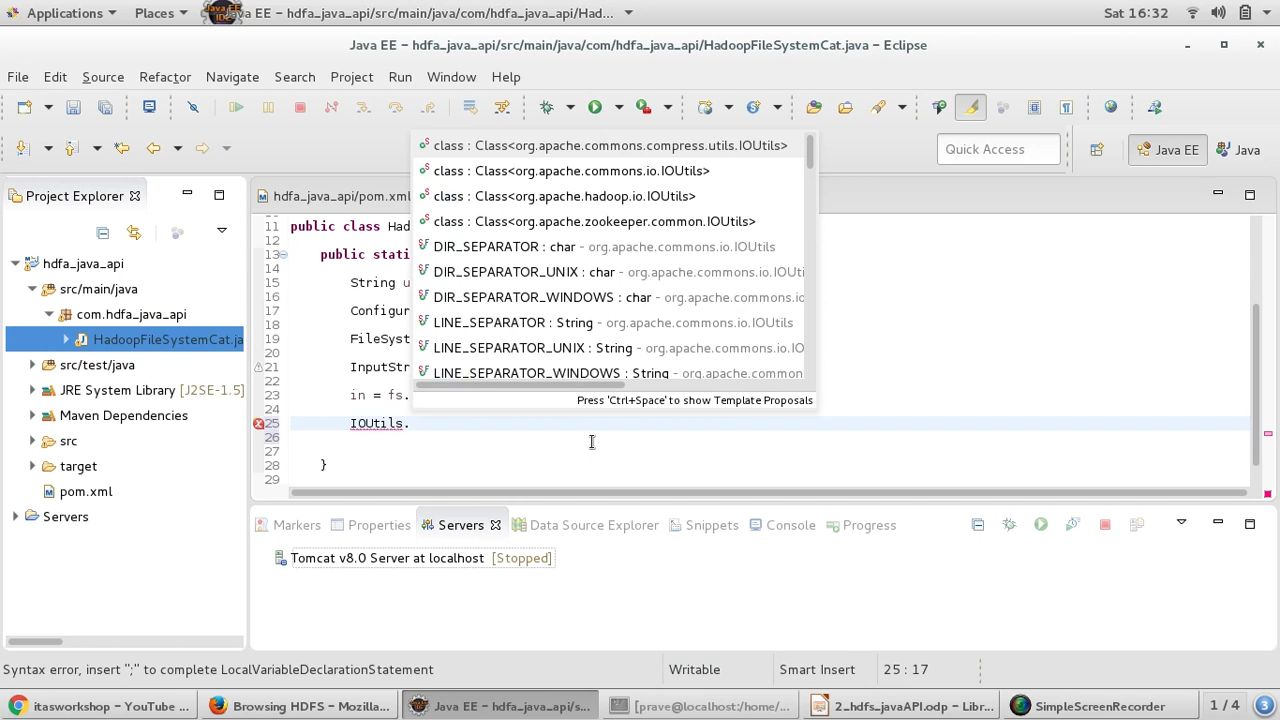 Applications
Places
Java EE – hdfa_java_api/src/main/java/com/hdfa_java_api/Had...
Sat 16:32
Java EE – hdfa_java_api/src/main/java/com/hdfa_java_api/HadoopFileSystemCat.java – Eclipse
File Edit Source Refactor Navigate Search Project Run Window Help
Quick Access
Java EE
Java
Project Explorer
hdfa_java_api
src/main/java
com.hdfa_java_api
HadoopFileSystemCat.ja
src/test/java
JRE System Library [J2SE-1.5]
Maven Dependencies
src
target
pom.xml
Servers
hdfa_java_api/pom.xml
11 public class Had
12
13 public stati
14
15 String u
16
17 Configur
18
19 FileSyst
20
21 InputStr
22
23 in = fs.
24
25 IOUtils.
26
27
28 }
29
class : Class<org.apache.commons.compress.utils.IOUtils>
class : Class<org.apache.commons.io.IOUtils>
class : Class<org.apache.hadoop.io.IOUtils>
class : Class<org.apache.zookeeper.common.IOUtils>
DIR_SEPARATOR : char - org.apache.commons.io.IOUtils
DIR_SEPARATOR_UNIX : char - org.apache.commons.io.IOUti
DIR_SEPARATOR_WINDOWS : char - org.apache.commons.io
LINE_SEPARATOR : String - org.apache.commons.io.IOUtils
LINE_SEPARATOR_UNIX : String - org.apache.commons.io.IO
LINE_SEPARATOR_WINDOWS : String - org.apache.common
Press 'Ctrl+Space' to show Template Proposals
Markers Properties Servers Data Source Explorer Snippets Console Progress
Tomcat v8.0 Server at localhost [Stopped]
Syntax error, insert ";" to complete LocalVariableDeclarationStatement
Writable
Smart Insert
25 : 17
itasworkshop – YouTube ...
Browsing HDFS – Mozilla...
Java EE – hdfa_java_api/s...
[prave@localhost:/home/...
2_hdfs_javaAPI.odp – Libr...
SimpleScreenRecorder
1 / 4
3